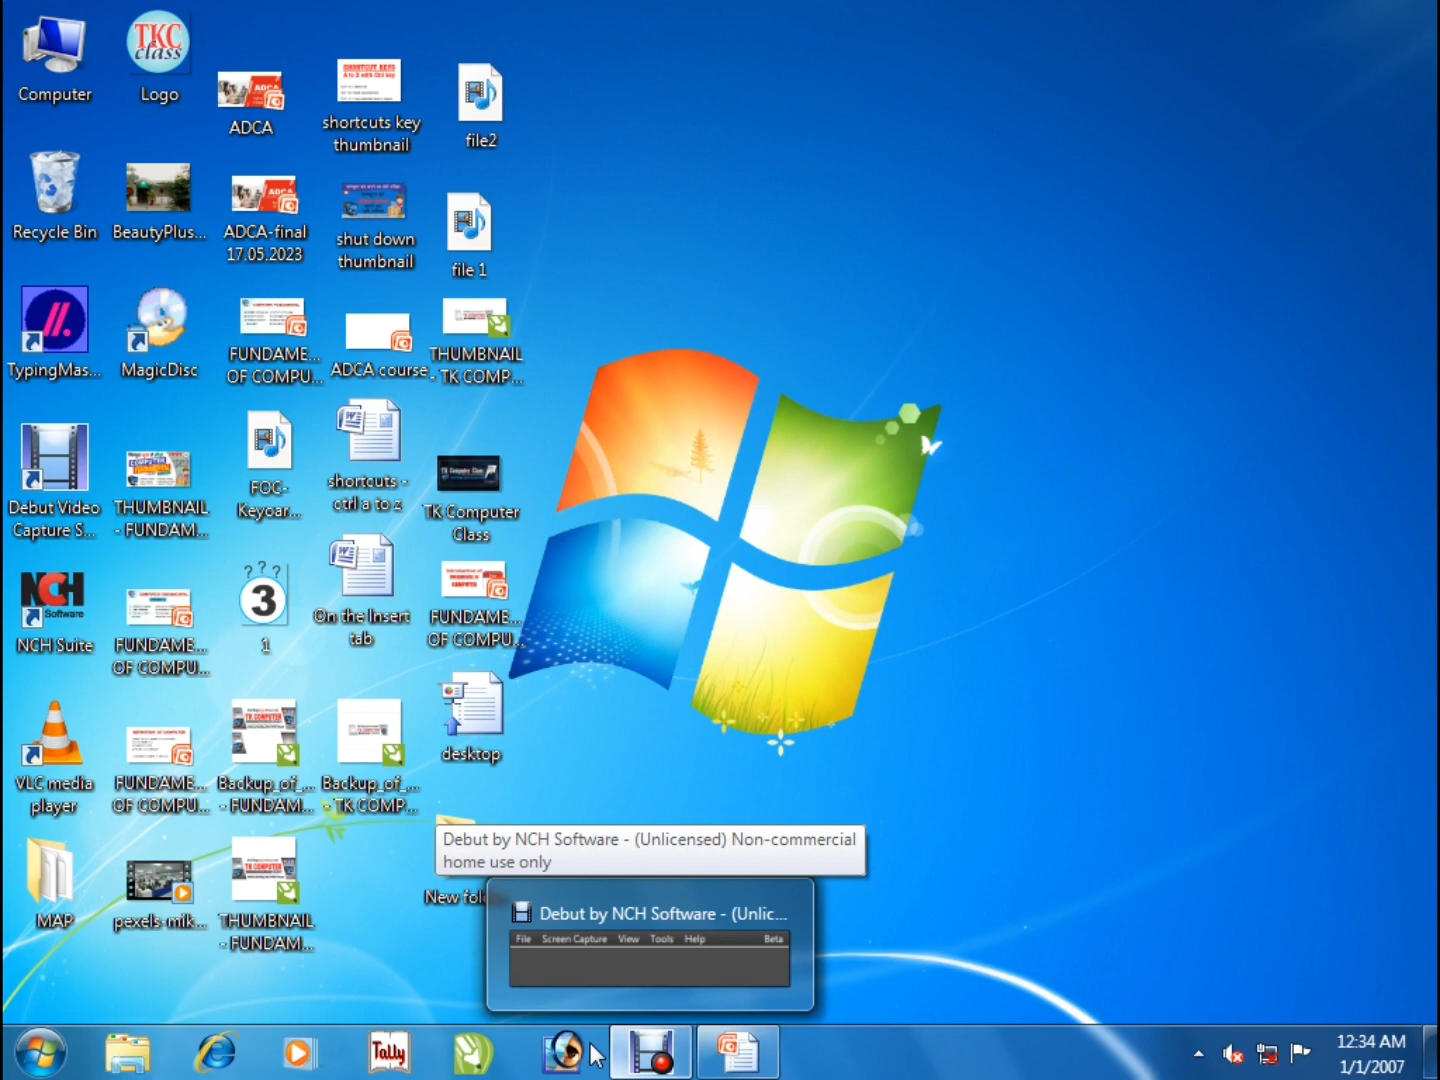 TKC
class
Computer
Logo
ADCA
shortcuts key
thumbnail
file2
Recycle Bin
BeautyPlus...
ADCA-final
17.05.2023
shut down
thumbnail
file 1
TypingMas...
MagicDisc
FUNDAME...
OF COMPU...
ADCA course
THUMBNAIL
- TK COMP...
Debut Video
Capture S...
THUMBNAIL
- FUNDAM...
FOC-
Keyoar...
shortcuts -
ctrl a to z
TK Computer
Class
NCH
Software
NCH Suite
FUNDAME...
OF COMPU...
? ? ?
3
1
On the Insert
tab
FUNDAME...
OF COMPU...
VLC media
player
FUNDAME...
OF COMPU...
Backup_of_...
- FUNDAM...
Backup_of_...
- TK COMP...
desktop
MAP
pexels-mik...
THUMBNAIL
- FUNDAM...
Debut by NCH Software - (Unlicensed) Non-commercial
home use only
New fol
Debut by NCH Software - (Unlic...
File Screen Capture View Tools Help Beta
Tally
12:34 AM
1/1/2007